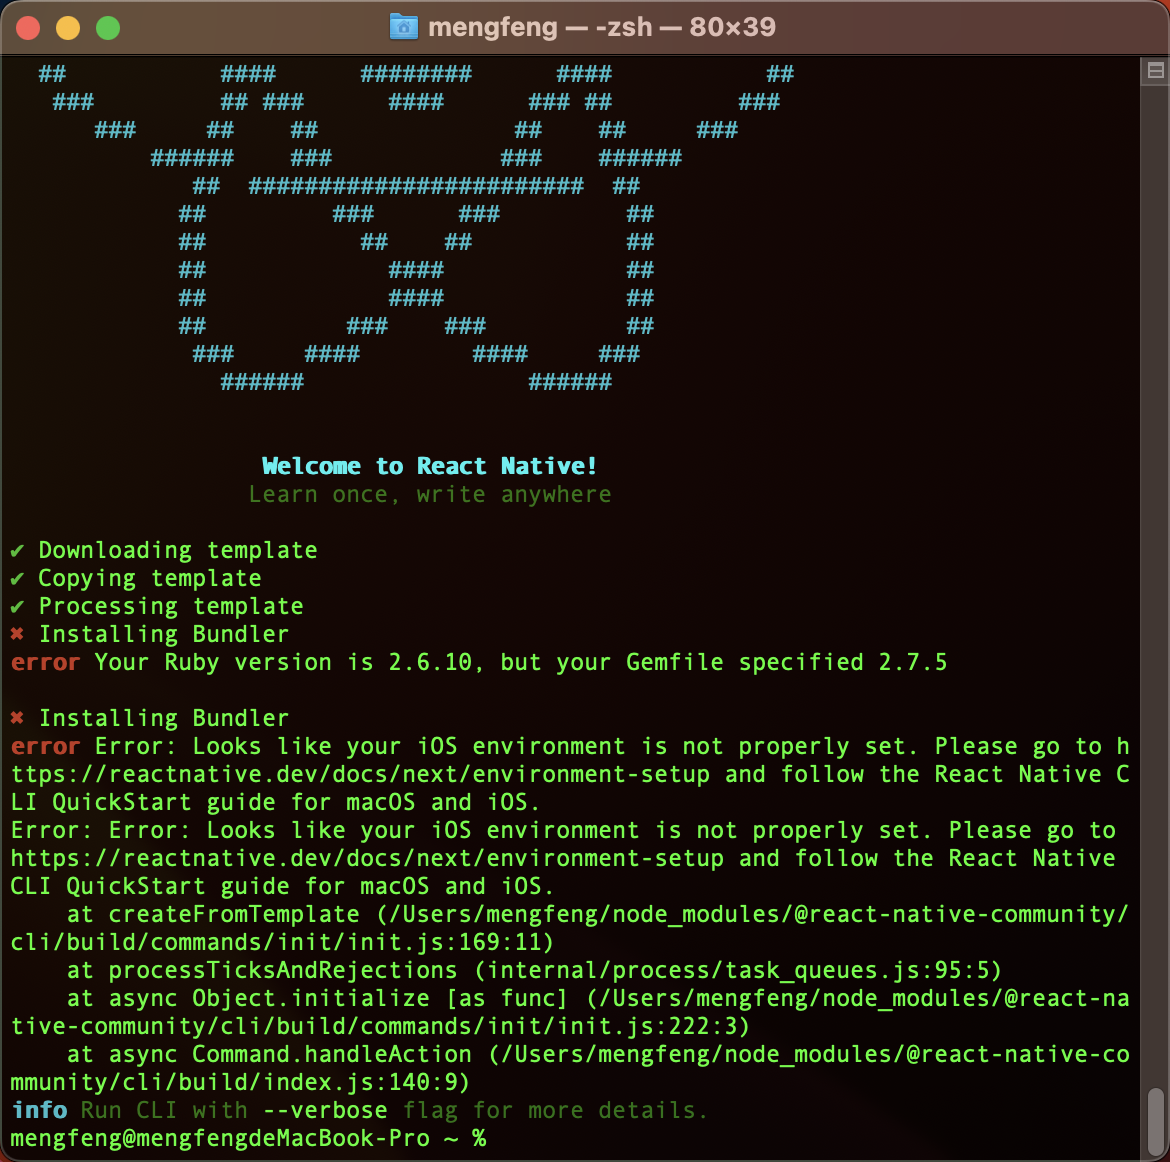 mengfeng — -zsh — 80×39
##           ####      ########      ####           ##
###         ## ###      ####      ### ##         ###
###     ##    ##              ##    ##     ###
######    ###            ###    ######
##  ########################  ##
##         ###      ###         ##
##           ##    ##           ##
##             ####             ##
##             ####             ##
##          ###    ###          ##
###     ####        ####     ###
######                ######
Welcome to React Native!
Learn once, write anywhere
✔ Downloading template
✔ Copying template
✔ Processing template
✖ Installing Bundler
error Your Ruby version is 2.6.10, but your Gemfile specified 2.7.5
✖ Installing Bundler
error Error: Looks like your iOS environment is not properly set. Please go to h
ttps://reactnative.dev/docs/next/environment-setup and follow the React Native C
LI QuickStart guide for macOS and iOS.
Error: Error: Looks like your iOS environment is not properly set. Please go to
https://reactnative.dev/docs/next/environment-setup and follow the React Native
CLI QuickStart guide for macOS and iOS.
    at createFromTemplate (/Users/mengfeng/node_modules/@react-native-community/
cli/build/commands/init/init.js:169:11)
    at processTicksAndRejections (internal/process/task_queues.js:95:5)
    at async Object.initialize [as func] (/Users/mengfeng/node_modules/@react-na
tive-community/cli/build/commands/init/init.js:222:3)
    at async Command.handleAction (/Users/mengfeng/node_modules/@react-native-co
mmunity/cli/build/index.js:140:9)
info Run CLI with --verbose flag for more details.
mengfeng@mengfengdeMacBook-Pro ~ %